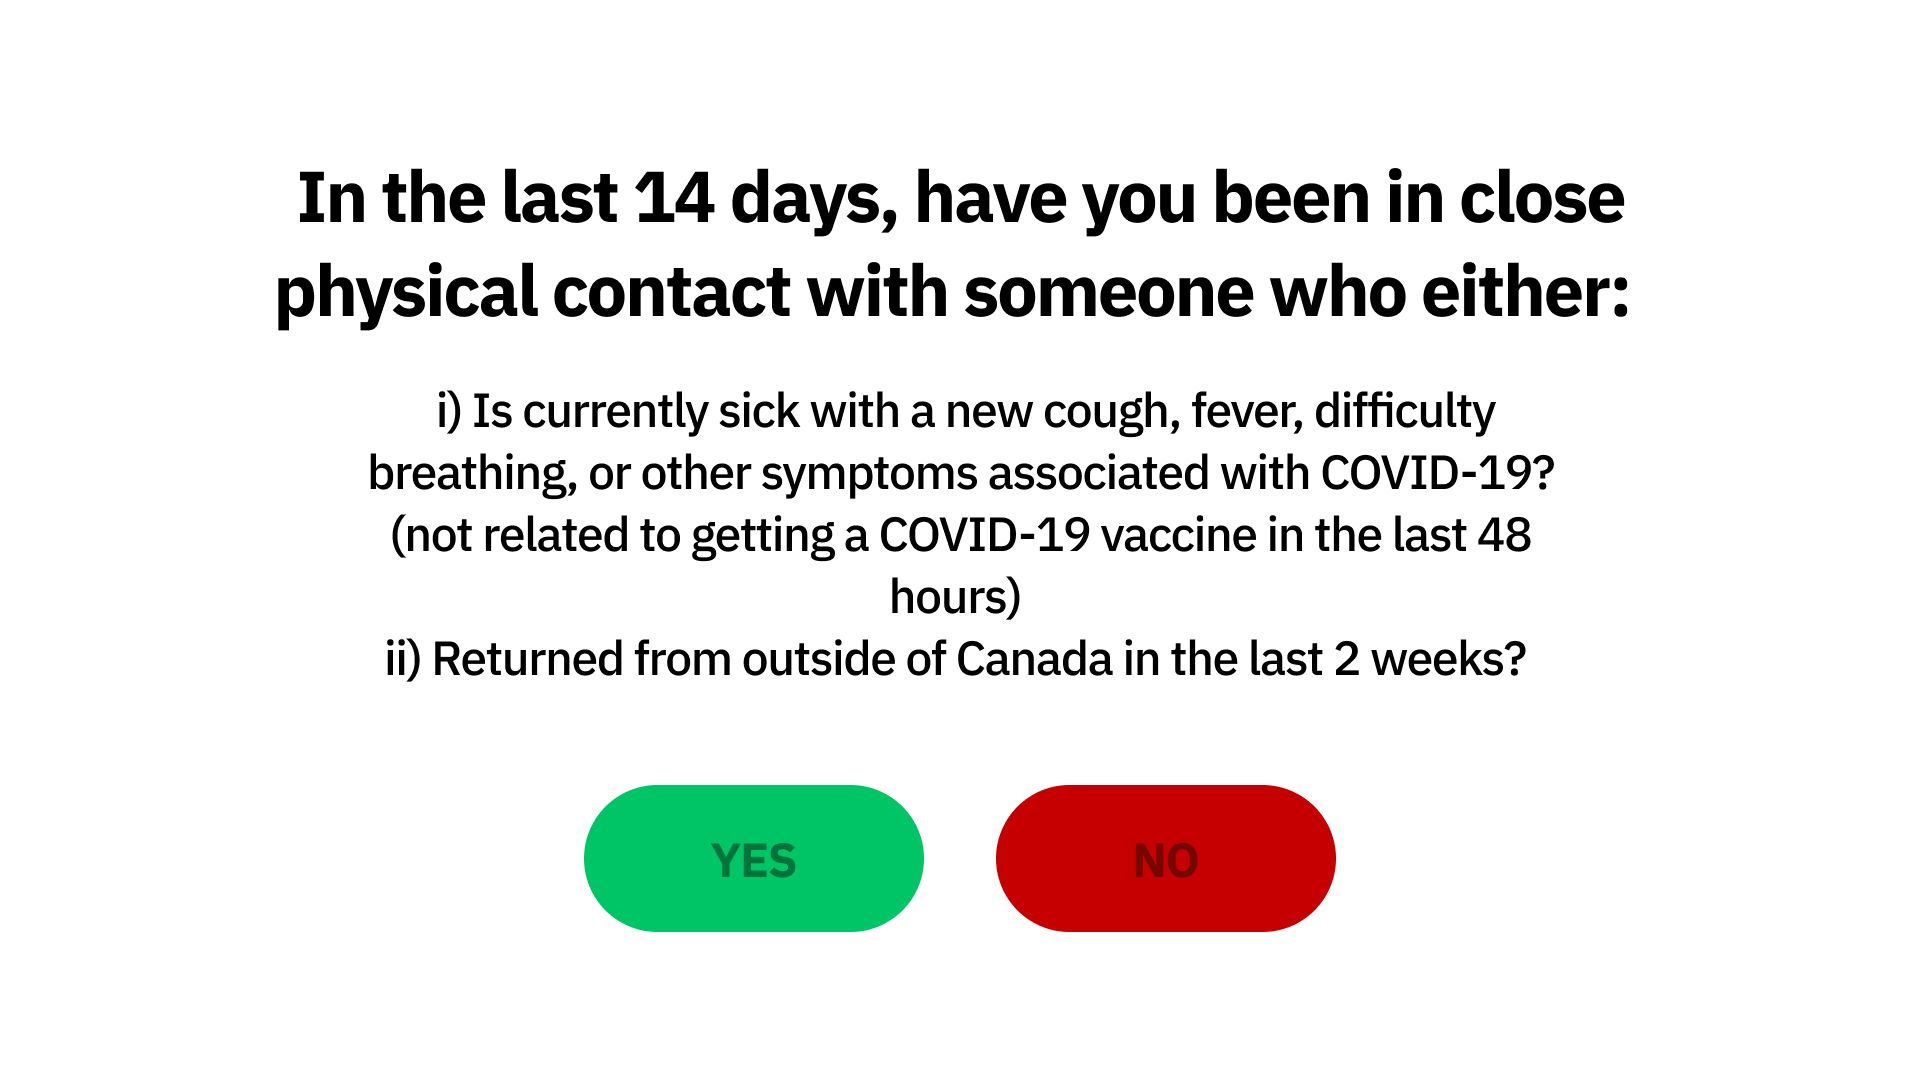 In the last 14 days, have you been in close
physical contact with someone who either:
i) Is currently sick with a new cough, fever, difficulty
breathing, or other symptoms associated with COVID-19?
(not related to getting a COVID-19 vaccine in the last 48
hours)
ii) Returned from outside of Canada in the last 2 weeks?
YES
NO